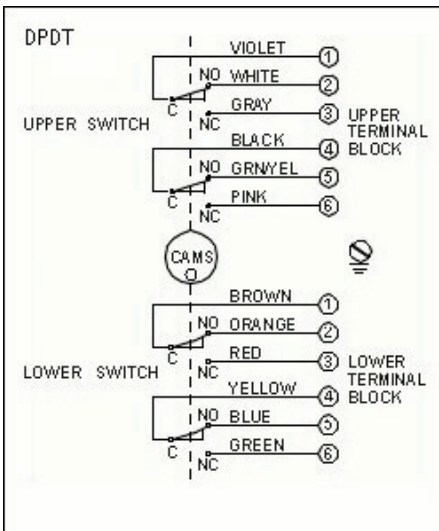 DPDT
VIOLET 1
NO WHITE 2
C
GRAY 3
NC
UPPER SWITCH
UPPER
TERMINAL
BLOCK
BLACK 4
NO GRN/YEL 5
C
PINK 6
NC
CAMS
BROWN 1
NO ORANGE 2
C
RED 3
NC
LOWER SWITCH
LOWER
TERMINAL
BLOCK
YELLOW 4
NO BLUE 5
C
GREEN 6
NC